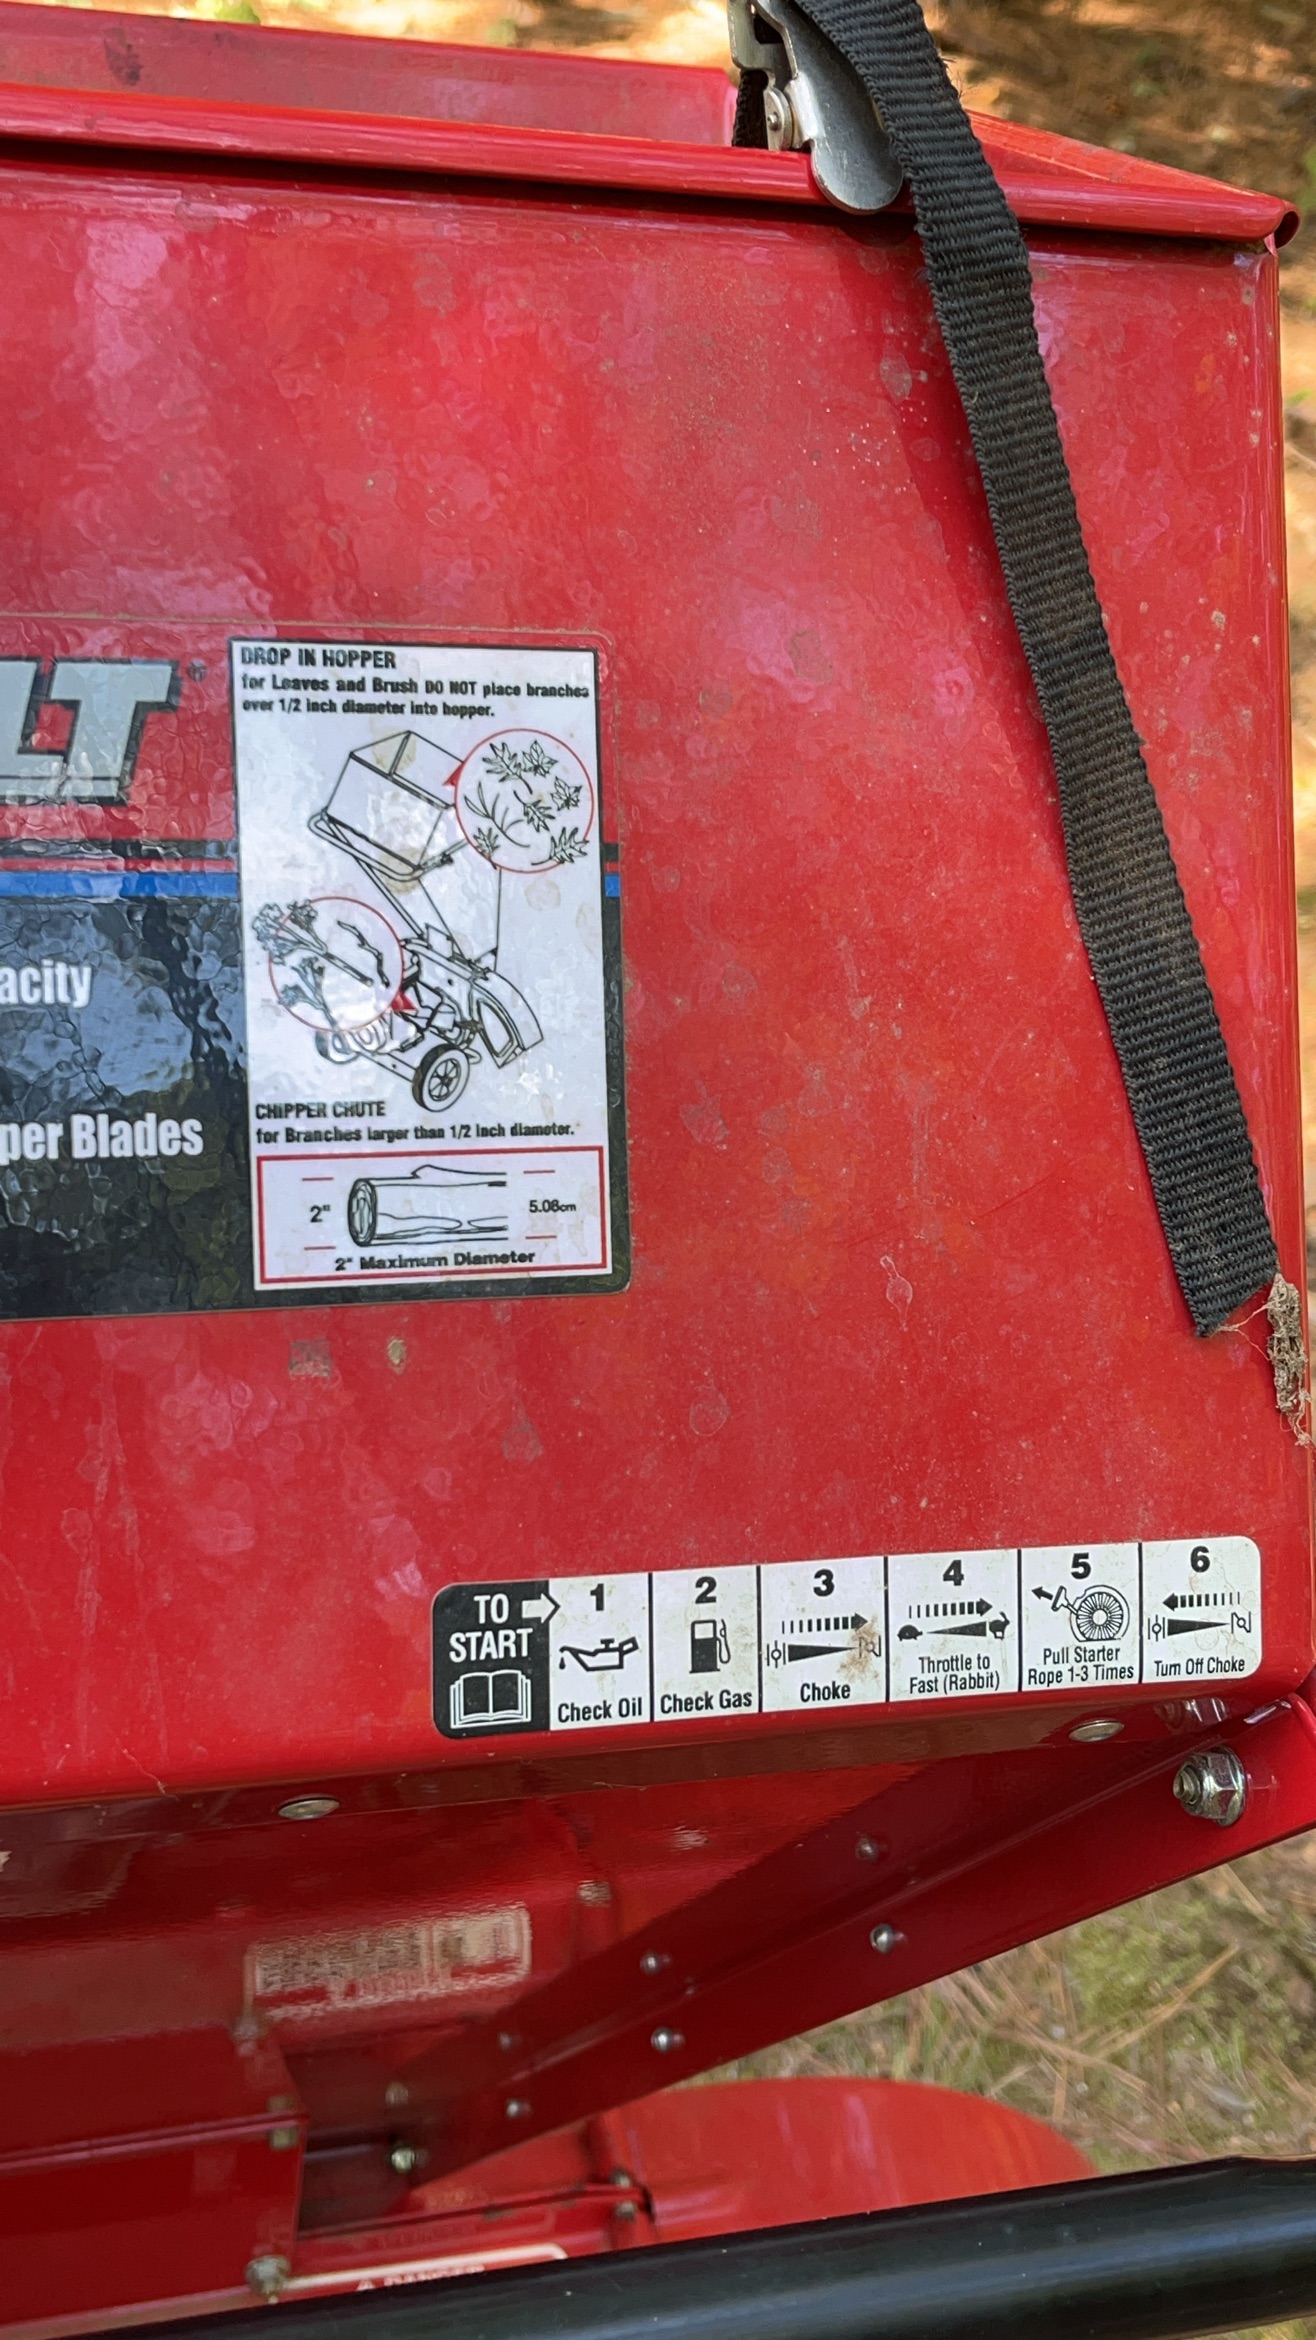 DROP IN HOPPER
for Leaves and Brush DO NOT place branches
over 1/2 inch diameter into hopper.
LT
acity
per Blades
CHIPPER CHUTE
for Branches larger than 1/2 inch diameter.
2"
5.08cm
2" Maximum Diameter
TO
START
1
Check Oil
2
Check Gas
3
Choke
4
Throttle to
Fast (Rabbit)
5
Pull Starter
Rope 1-3 Times
6
Turn Off Choke
DANGER